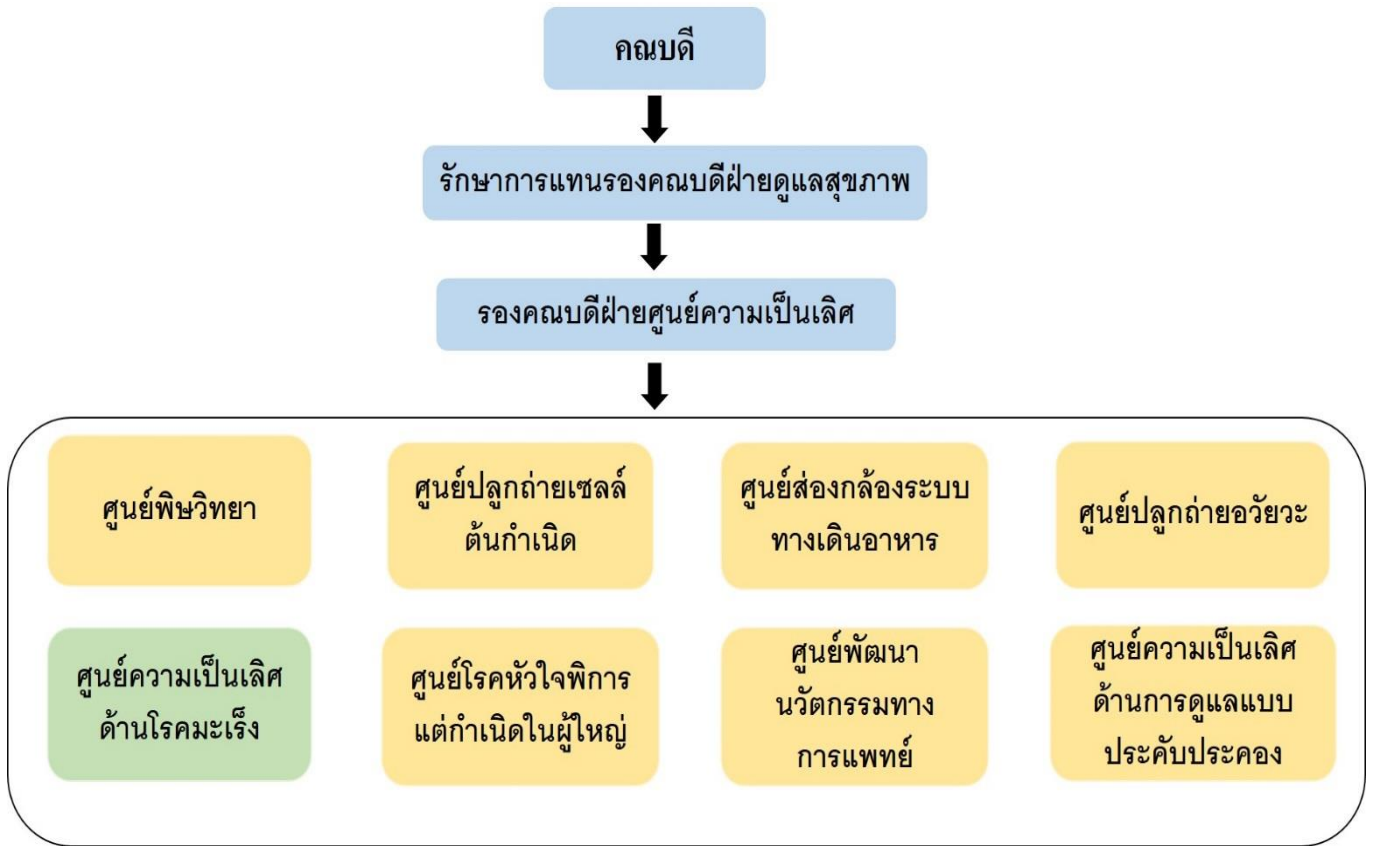 คณบดี
รักษาการแทนรองคณบดีฝ่ายดูแลสุขภาพ
รองคณบดีฝ่ายศูนย์ความเป็นเลิศ
ศูนย์พิษวิทยา
ศูนย์ปลูกถ่ายเซลล์
ต้นกำเนิด
ศูนย์ส่องกล้องระบบ
ทางเดินอาหาร
ศูนย์ปลูกถ่ายอวัยวะ
ศูนย์ความเป็นเลิศ
ด้านโรคมะเร็ง
ศูนย์โรคหัวใจพิการ
แต่กำเนิดในผู้ใหญ่
ศูนย์พัฒนา
นวัตกรรมทาง
การแพทย์
ศูนย์ความเป็นเลิศ
ด้านการดูแลแบบ
ประคับประคอง